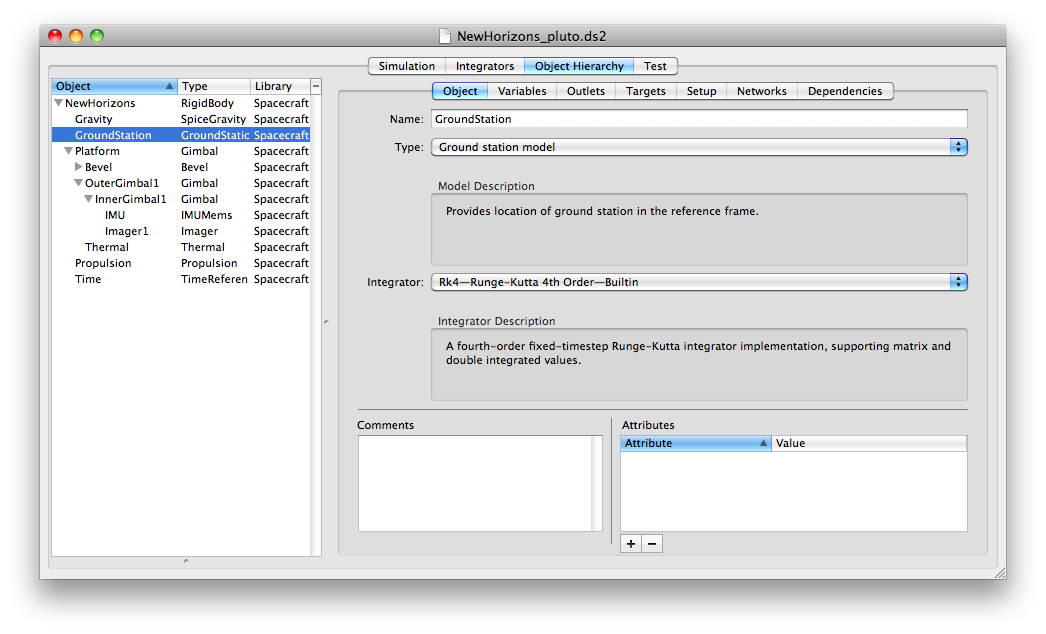 NewHorizons_pluto.ds2
Simulation Integrators Object Hierarchy Test
Object Type Library
NewHorizons RigidBody Spacecraft
Gravity SpiceGravity Spacecraft
GroundStation GroundStatic Spacecraft
Platform Gimbal Spacecraft
Bevel Bevel Spacecraft
OuterGimbal1 Gimbal Spacecraft
InnerGimbal1 Gimbal Spacecraft
IMU IMUMems Spacecraft
Imager1 Imager Spacecraft
Thermal Thermal Spacecraft
Propulsion Propulsion Spacecraft
Time TimeReferen Spacecraft
Object Variables Outlets Targets Setup Networks Dependencies
Name: GroundStation
Type: Ground station model
Model Description
Provides location of ground station in the reference frame.
Integrator: Rk4—Runge-Kutta 4th Order—Builtin
Integrator Description
A fourth-order fixed-timestep Runge-Kutta integrator implementation, supporting matrix and
double integrated values.
Comments
Attributes
Attribute Value